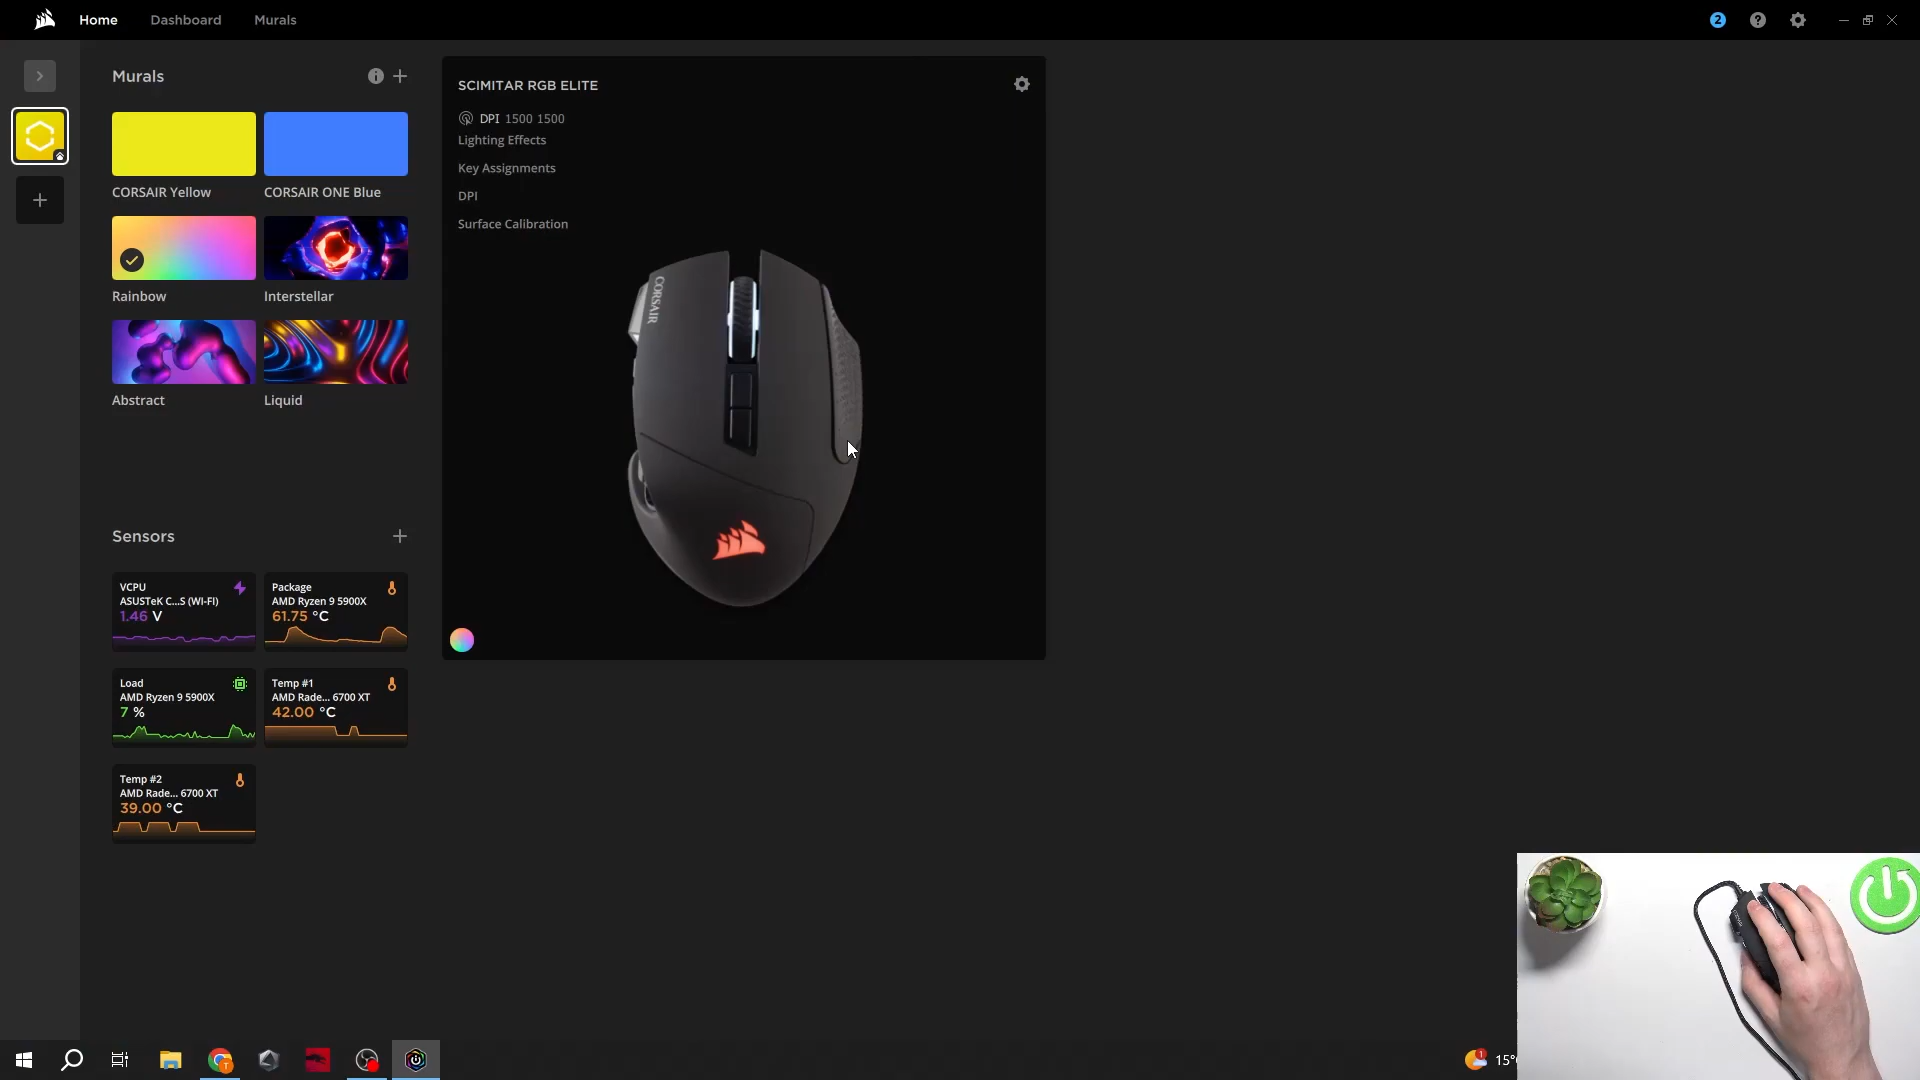 Home Dashboard Murals
2
Murals
CORSAIR Yellow
CORSAIR ONE Blue
Rainbow
Interstellar
Abstract
Liquid
Sensors
VCPU
ASUSTeK C...S (WI-FI)
1.46 V
Package
AMD Ryzen 9 5900X
61.75 °C
Load
AMD Ryzen 9 5900X
7 %
Temp #1
AMD Rade... 6700 XT
42.00 °C
Temp #2
AMD Rade... 6700 XT
39.00 °C
SCIMITAR RGB ELITE
DPI 1500 1500
Lighting Effects
Key Assignments
DPI
Surface Calibration
CORSAIR
T
1
15°